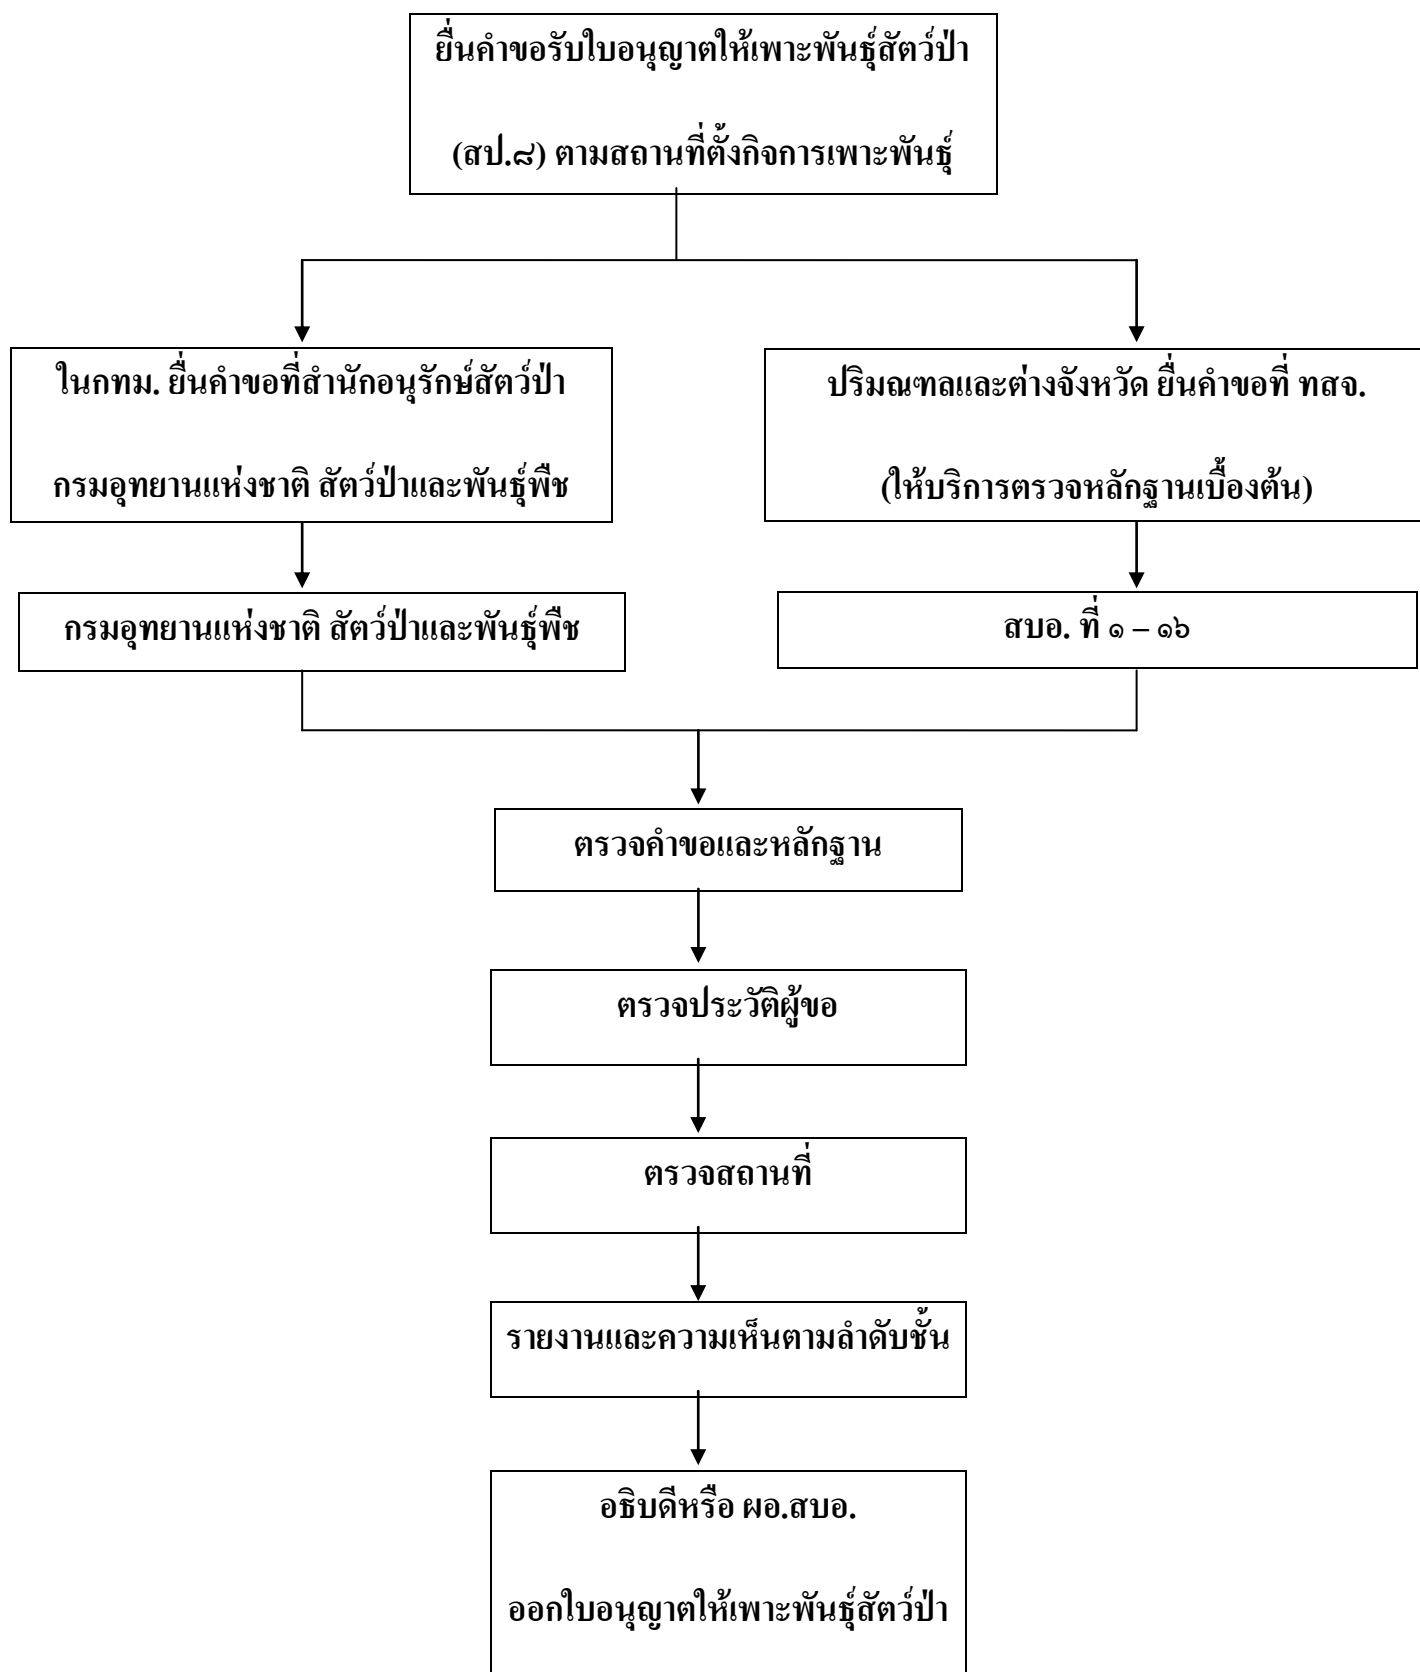 ยื่นคำขอรับใบอนุญาตให้เพาะพันธุ์สัตว์ป่า
(สป.๘) ตามสถานที่ตั้งกิจการเพาะพันธุ์
ในกทม. ยื่นคำขอที่สำนักอนุรักษ์สัตว์ป่า
กรมอุทยานแห่งชาติ สัตว์ป่าและพันธุ์พืช
ปริมณฑลและต่างจังหวัด ยื่นคำขอที่ ทสจ.
(ให้บริการตรวจหลักฐานเบื้องต้น)
กรมอุทยานแห่งชาติ สัตว์ป่าและพันธุ์พืช
สบอ. ที่ ๑ – ๑๖
ตรวจคำขอและหลักฐาน
ตรวจประวัติผู้ขอ
ตรวจสถานที่
รายงานและความเห็นตามลำดับชั้น
อธิบดีหรือ ผอ.สบอ.
ออกใบอนุญาตให้เพาะพันธุ์สัตว์ป่า